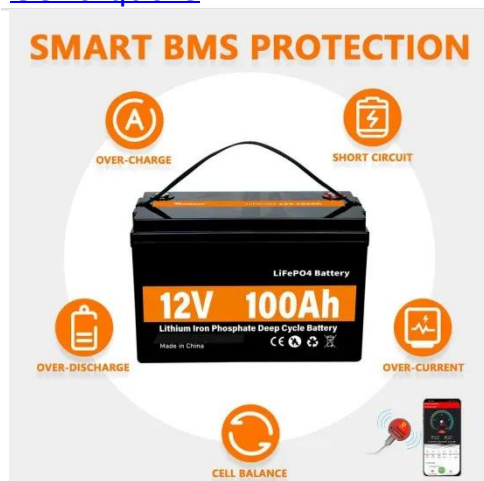 SMART BMS PROTECTION
A
OVER-CHARGE
SHORT CIRCUIT
LiFePO4 Battery
12V 100Ah
Lithium Iron Phosphate Deep Cycle Battery
Made in China
CE
OVER-DISCHARGE
OVER-CURRENT
CELL BALANCE